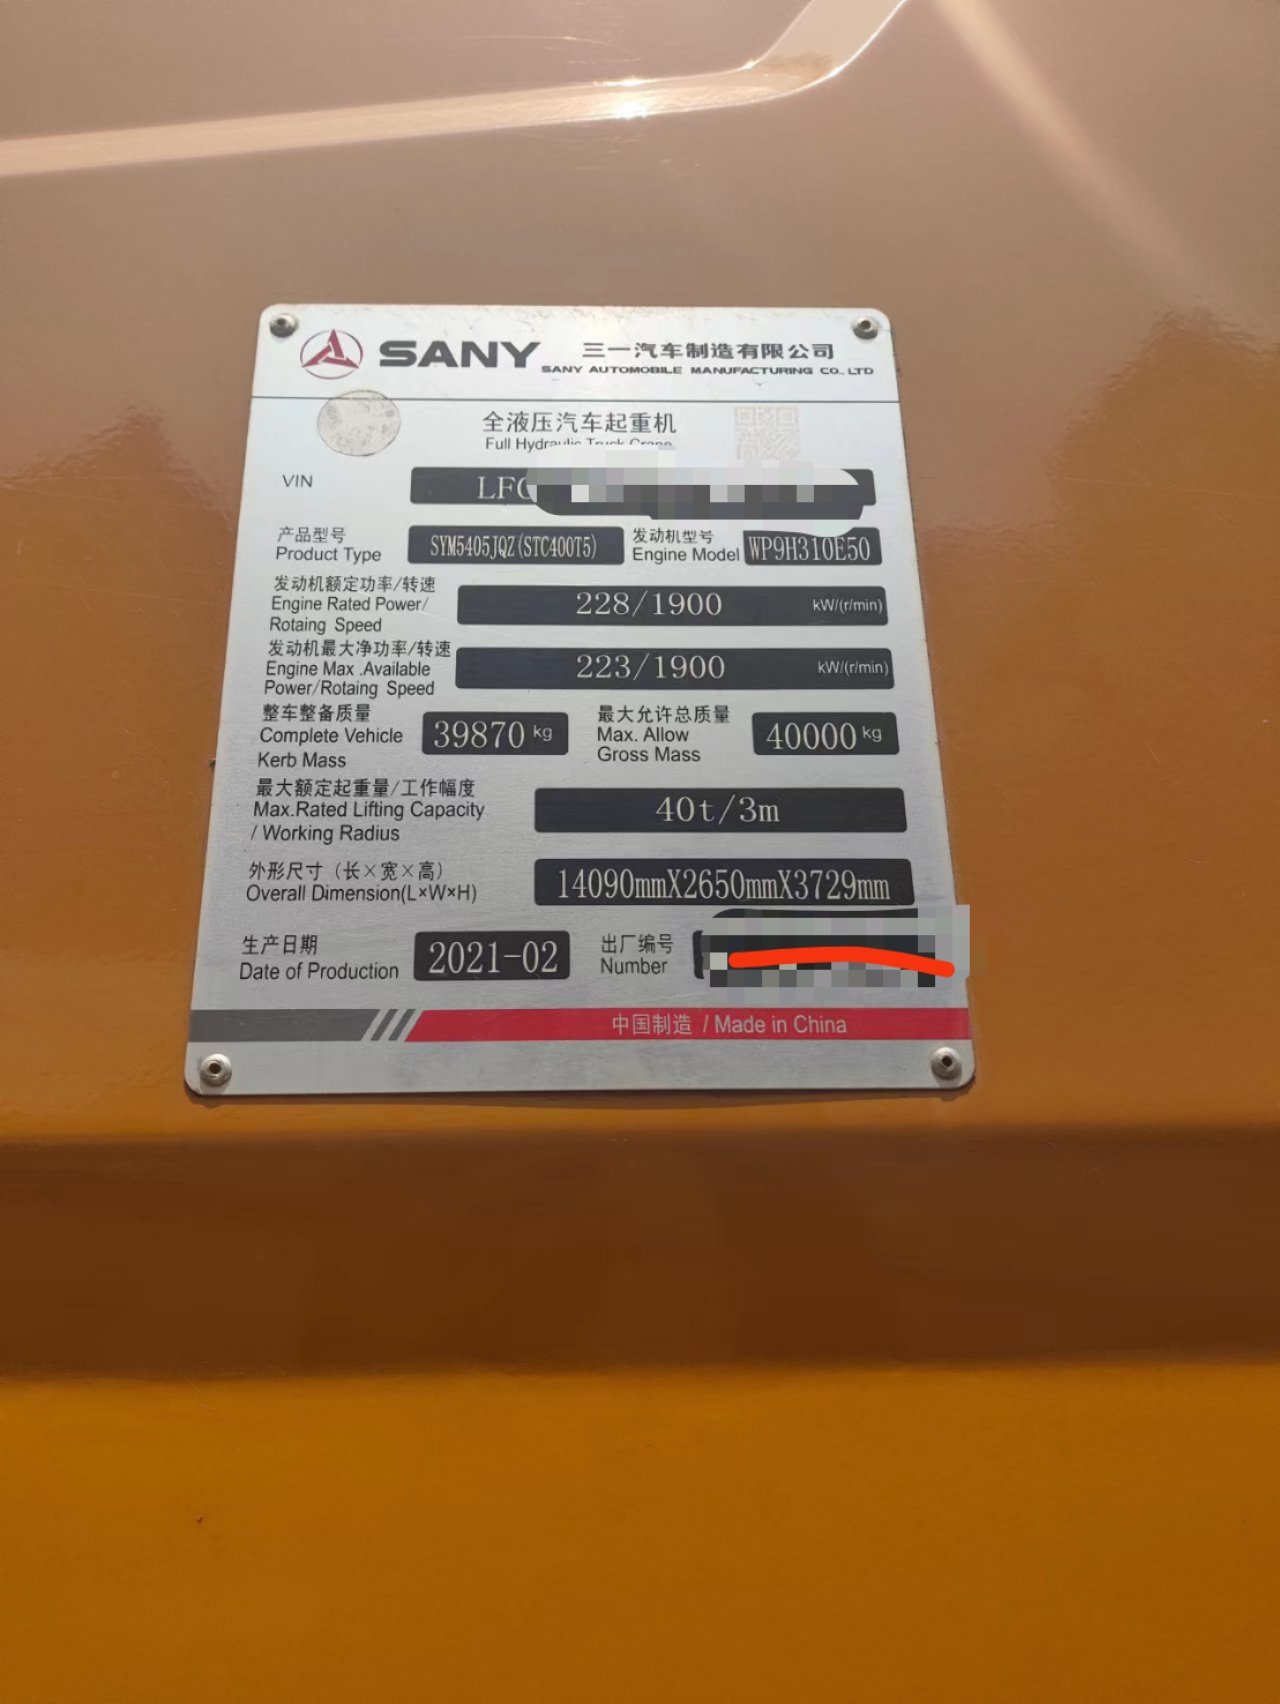 SANY 三一汽车制造有限公司
SANY AUTOMOBILE MANUFACTURING CO., LTD
全液压汽车起重机
Full Hydraulic Truck Crane
VIN LFC
产品型号 SYM5405JQZ(STC400T5) 发动机型号 WP9H310E50
Product Type Engine Model
发动机额定功率/转速
Engine Rated Power/ 228/1900 kW/(r/min)
Rotaing Speed
发动机最大净功率/转速
Engine Max .Available 223/1900 kW/(r/min)
Power/Rotaing Speed
整车整备质量 最大允许总质量
Complete Vehicle 39870 kg Max. Allow 40000 kg
Kerb Mass Gross Mass
最大额定起重量/工作幅度
Max.Rated Lifting Capacity 40t/3m
/ Working Radius
外形尺寸（长×宽×高）
Overall Dimension(L×W×H) 14090mmX2650mmX3729mm
生产日期 2021-02 出厂编号
Date of Production Number
中国制造 / Made in China